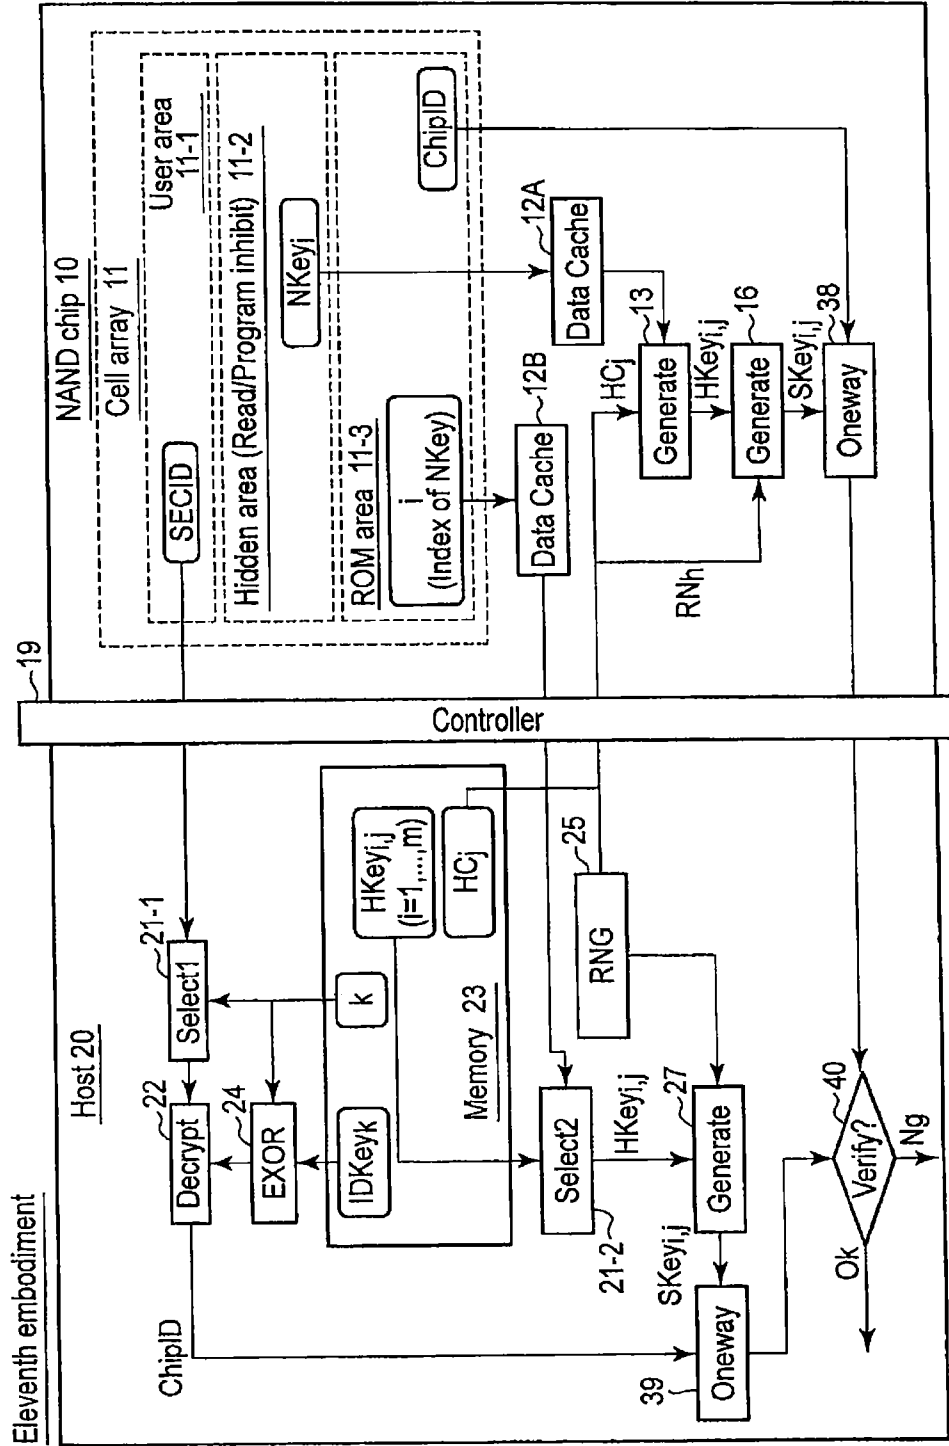 Eleventh embodiment
Host 20
19
NAND chip 10
Cell array 11
User area
11-1
SECID
Hidden area (Read/Program inhibit) 11-2
NKeyi
ROM area 11-3
i
(Index of NKey)
ChipID
22
Decrypt
21-1
Select1
24
EXOR
ChipID
IDKeyk
k
HKeyi,j
(i=1,...,m)
HCj
Memory 23
Controller
12B
Data Cache
12A
Data Cache
Select2
21-2
HKeyi,j
25
RNG
27
Generate
SKeyi,j
39
Oneway
40
Verify?
Ok
Ng
HCj
13
Generate
HKeyi,j
RNh
16
Generate
SKeyi,j
38
Oneway